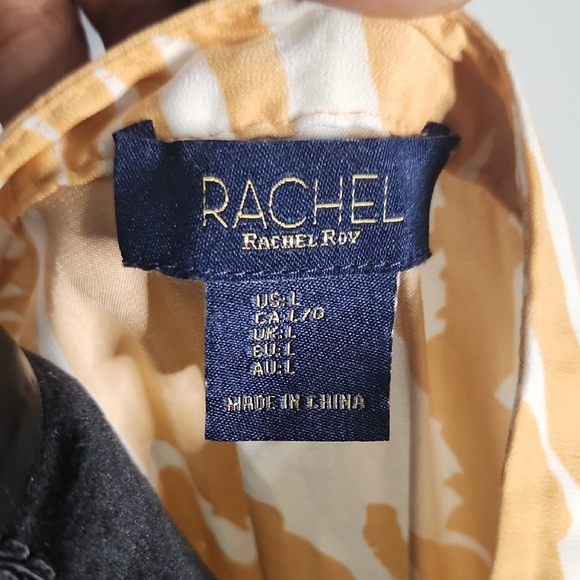 RACHEL
RACHEL ROY
US: L
CA: L/G
UK: L
EU: L
AU: L
MADE IN CHINA